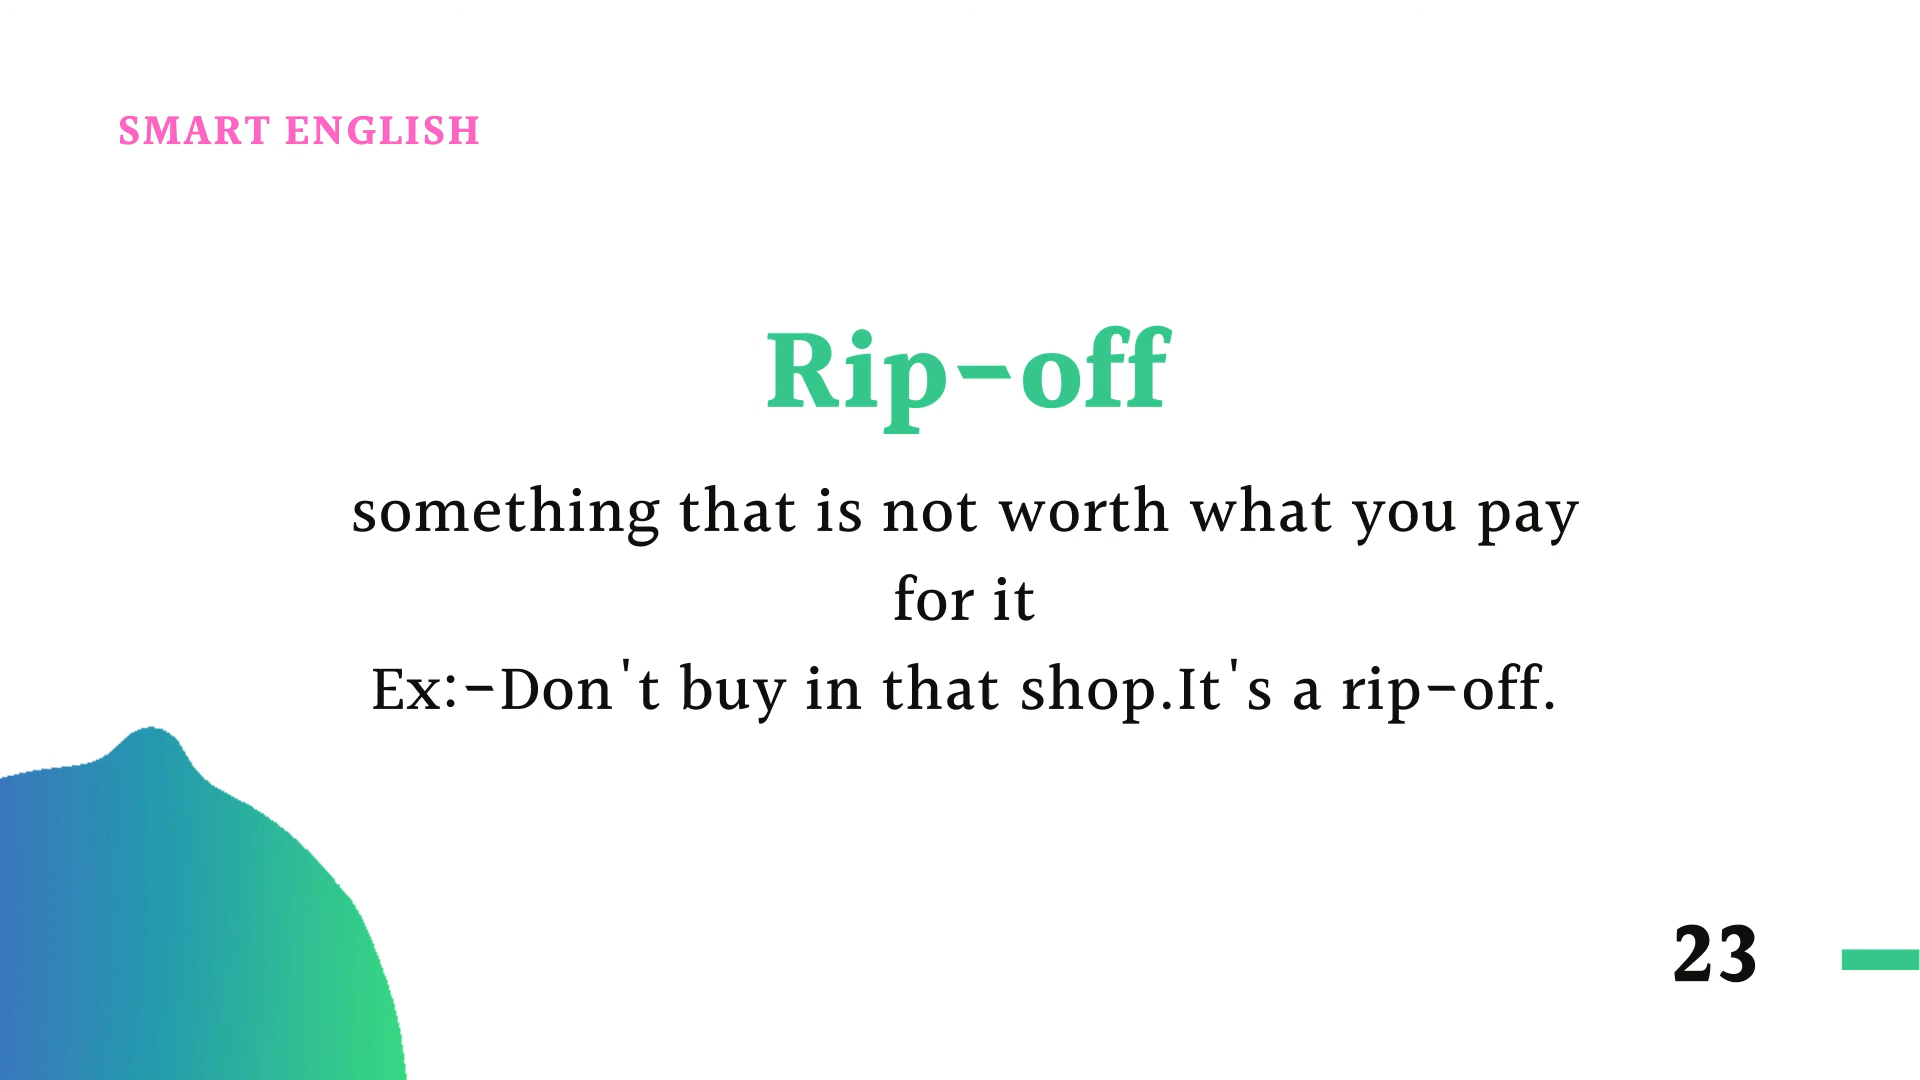 SMART ENGLISH
Rip-off
something that is not worth what you pay
for it
Ex:-Don't buy in that shop.It's a rip-off.
23